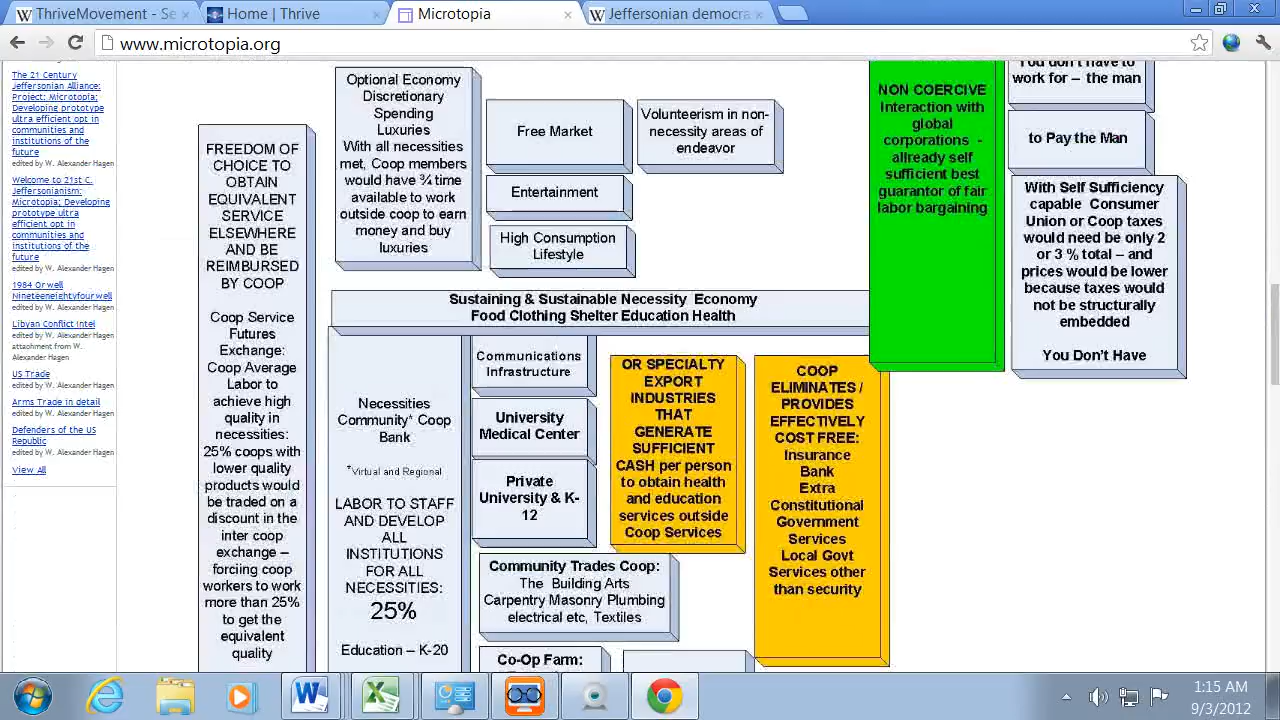 ThriveMovement - Se
Home | Thrive
Microtopia
Jeffersonian democra
www.microtopia.org
The 21 Century
Jeffersonian Alliance:
Project: Microtopia:
Developing prototype
ultra efficient opt in
communities and
institutions of the
future
edited by W. Alexander Hagen
Welcome to 21st C.
Jeffersonianism:
Microtopia; Developing
prototype ultra
efficient opt in
communities and
institutions of the
future
edited by W. Alexander Hagen
1984 Orwell
Nineteeneightyfourwell
edited by W. Alexander Hagen
Libyan Conflict Intel
edited by W. Alexander Hagen
attachment from W.
Alexander Hagen
US Trade
edited by W. Alexander Hagen
Arms Trade in detail
edited by W. Alexander Hagen
Defenders of the US
Republic
edited by W. Alexander Hagen
View All
FREEDOM OF
CHOICE TO
OBTAIN
EQUIVALENT
SERVICE
ELSEWHERE
AND BE
REIMBURSED
BY COOP
Coop Service
Futures
Exchange:
Coop Average
Labor to
achieve high
quality in
necessities:
25% coops with
lower quality
products would
be traded on a
discount in the
inter coop
exchange –
forcing coop
workers to work
more than 25%
to get the
equivalent
quality
Optional Economy
Discretionary
Spending
Luxuries
With all necessities
met, Coop members
would have ¾ time
available to work
outside coop to earn
money and buy
luxuries
Free Market
Entertainment
High Consumption
Lifestyle
Volunteerism in non-
necessity areas of
endeavor
NON COERCIVE
Interaction with
global
corporations -
allready self
sufficient best
guarantor of fair
labor bargaining
You don't have to
work for – the man
to Pay the Man
With Self Sufficiency
capable Consumer
Union or Coop taxes
would need be only 2
or 3 % total – and
prices would be lower
because taxes would
not be structurally
embedded
You Don't Have
Sustaining & Sustainable Necessity Economy
Food Clothing Shelter Education Health
Necessities
Community* Coop
Bank
*Virtual and Regional
LABOR TO STAFF
AND DEVELOP
ALL
INSTITUTIONS
FOR ALL
NECESSITIES:
25%
Education – K-20
Communications
Infrastructure
University
Medical Center
Private
University & K-
12
OR SPECIALTY
EXPORT
INDUSTRIES
THAT
GENERATE
SUFFICIENT
CASH per person
to obtain health
and education
services outside
Coop Services
COOP
ELIMINATES /
PROVIDES
EFFECTIVELY
COST FREE:
Insurance
Bank
Extra
Constitutional
Government
Services
Local Govt
Services other
than security
Community Trades Coop:
The Building Arts
Carpentry Masonry Plumbing
electrical etc, Textiles
Co-Op Farm:
1:15 AM
9/3/2012